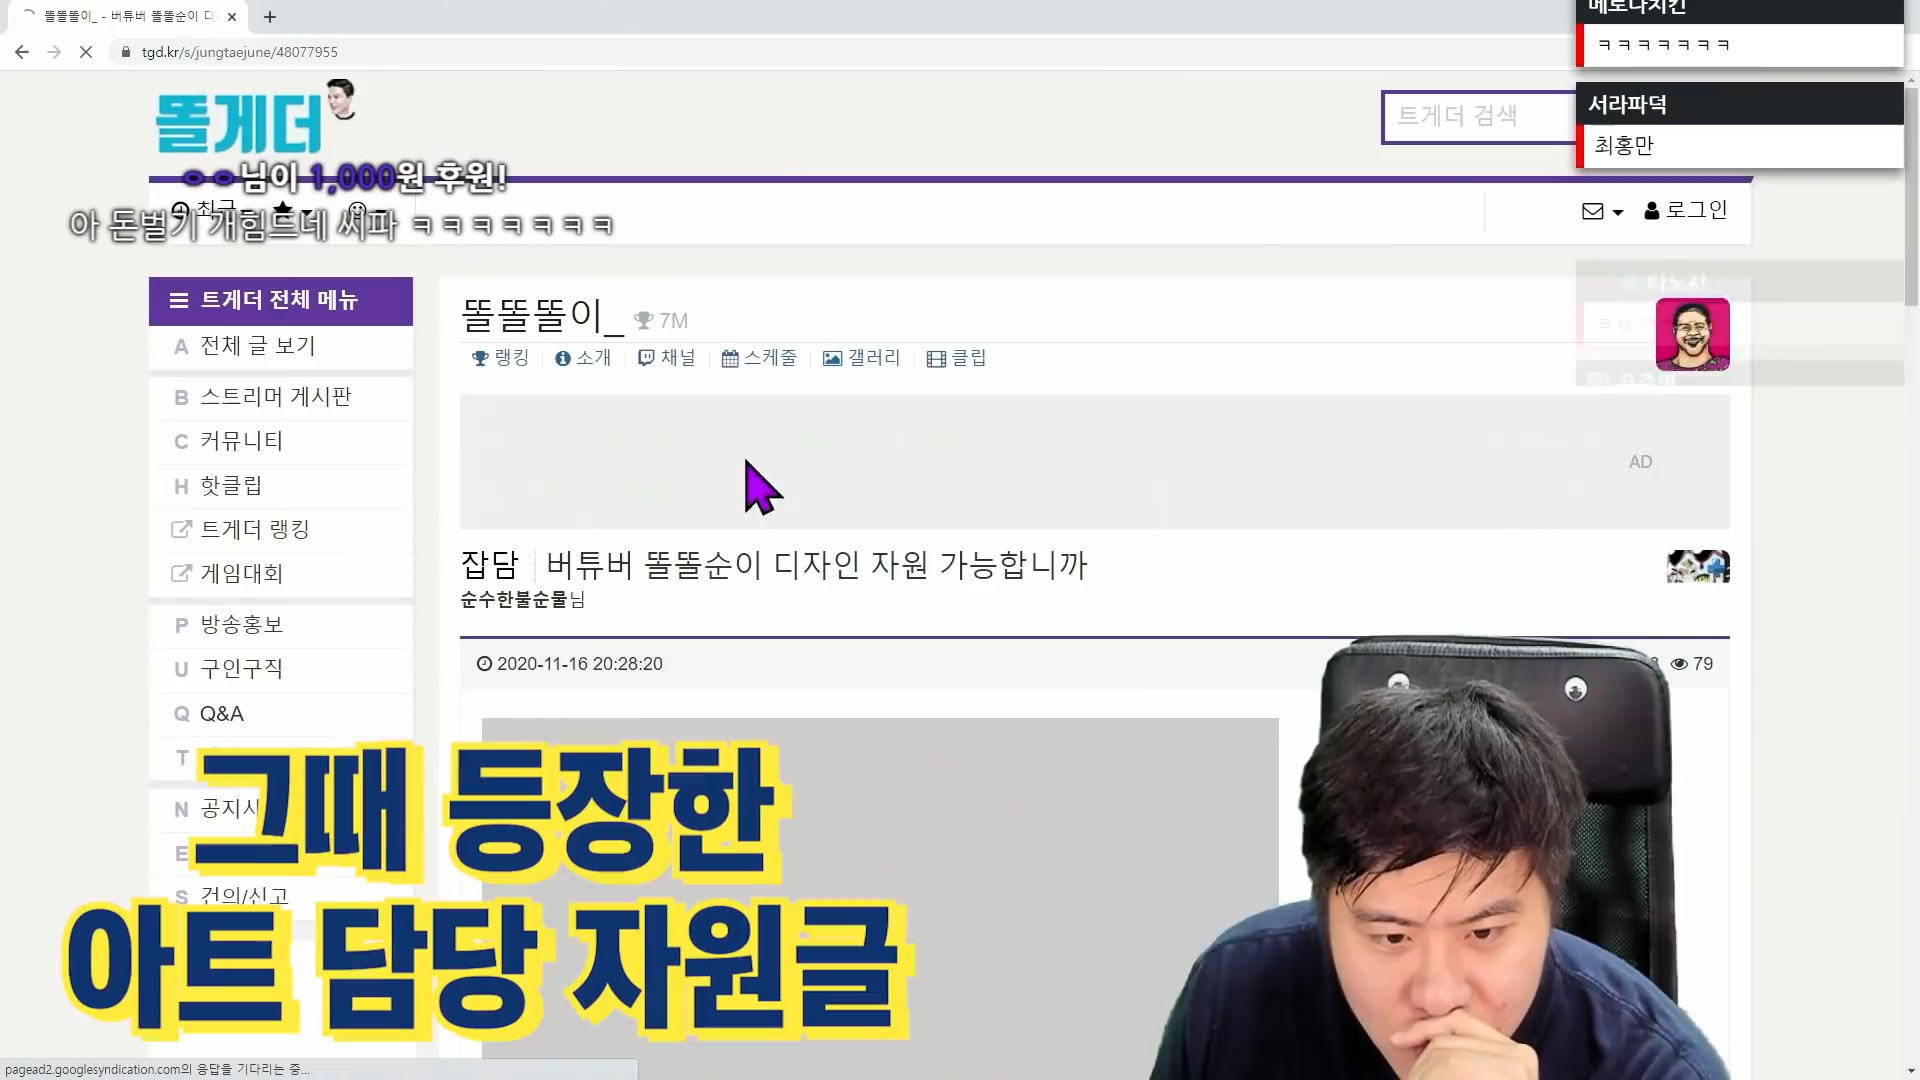 똘똘똘이_ - 버튜버 똘똘순이 디
tgd.kr/s/jungtaejune/48077955
메로나치킨
ㅋㅋㅋㅋㅋㅋㅋ
서라파덕
최홍만
똘게더
트게더 검색
ㅇㅇ님이 1,000원 후원!
아 돈벌기 개힘드네 씨파 ㅋㅋㅋㅋㅋㅋㅋ
최근
로그인
트게더 전체 메뉴
A 전체 글 보기
B 스트리머 게시판
C 커뮤니티
H 핫클립
트게더 랭킹
게임대회
P 방송홍보
U 구인구직
Q Q&A
T
N 공지사
E
S 건의/신고
똘똘똘이_ 7M
랭킹 소개 채널 스케줄 갤러리 클립
AD
잡담 버튜버 똘똘순이 디자인 자원 가능합니까
순수한불순물님
2020-11-16 20:28:20
79
그때 등장한
아트 담당 자원글
pagead2.googlesyndication.com의 응답을 기다리는 중...